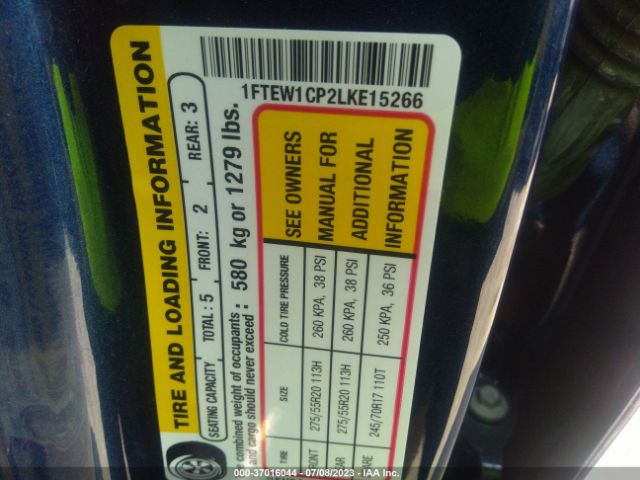 1FTEW1CP2LKE15266
TIRE AND LOADING INFORMATION
SEATING CAPACITY TOTAL: 5 FRONT: 2 REAR: 3
combined weight of occupants
and cargo should never exceed : 580 kg or 1279 lbs.
TIRE SIZE COLD TIRE PRESSURE
275/55R20 113H 260 KPA, 38 PSI
275/55R20 113H 260 KPA, 38 PSI
245/70R17 110T 250 KPA, 36 PSI
SEE OWNERS
MANUAL FOR
ADDITIONAL
INFORMATION
000-37016044 - 07/08/2023 - IAA Inc.